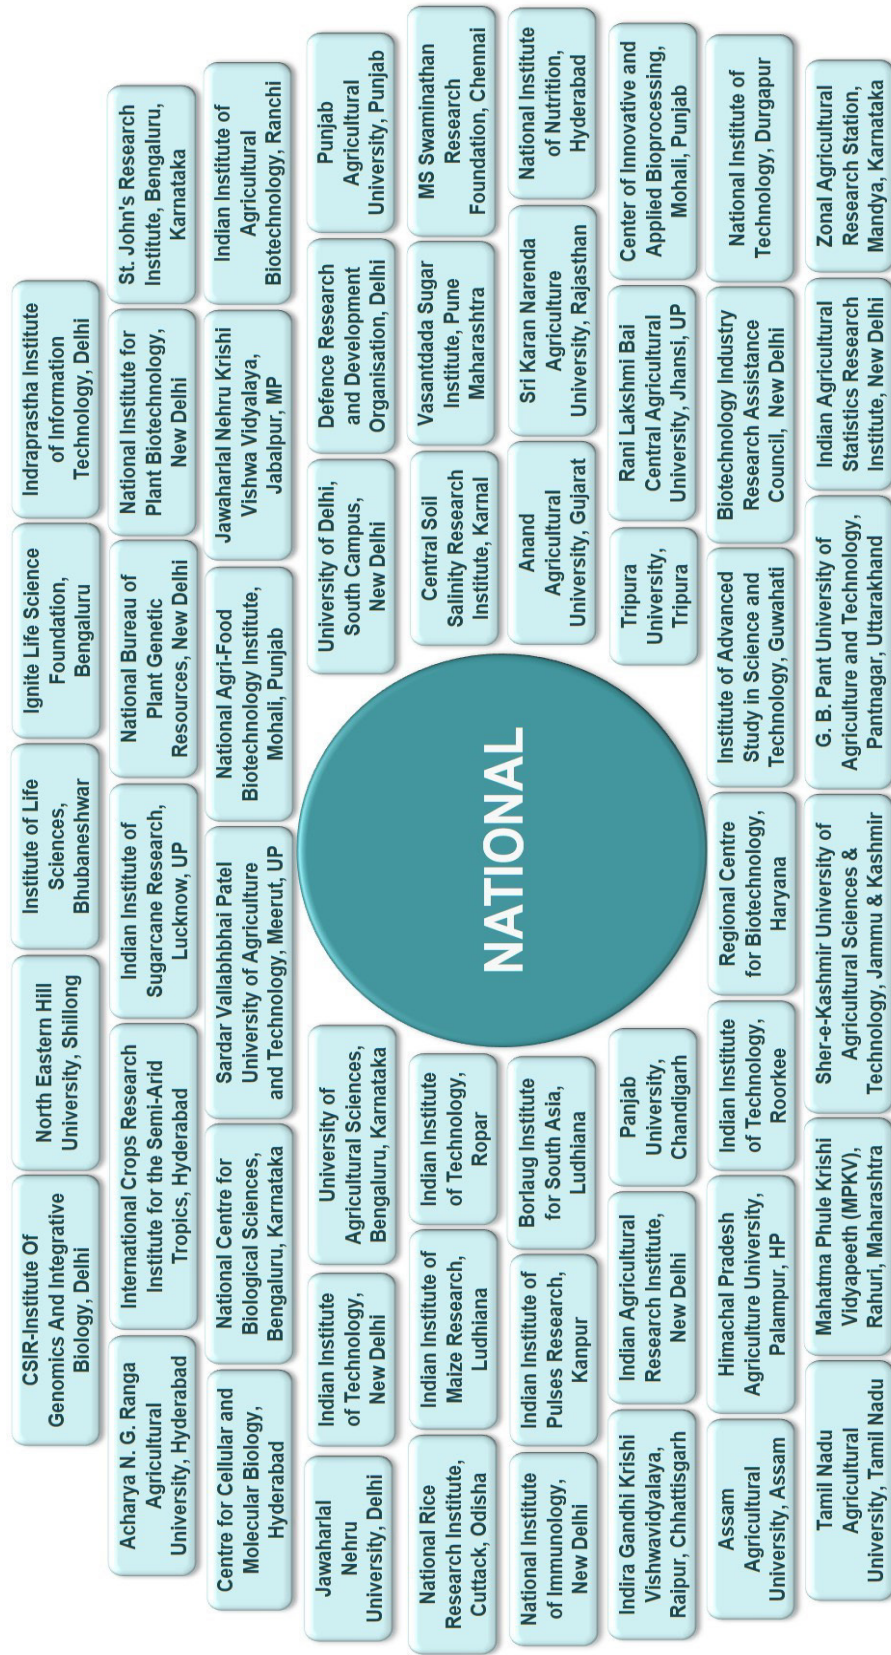 CSIR-Institute Of
Genomics And Integrative
Biology, Delhi
North Eastern Hill
University, Shillong
Institute of Life
Sciences,
Bhubaneshwar
Ignite Life Science
Foundation,
Bengaluru
Indraprastha Institute
of Information
Technology, Delhi
Acharya N. G. Ranga
Agricultural
University, Hyderabad
International Crops Research
Institute for the Semi-Arid
Tropics, Hyderabad
Indian Institute of
Sugarcane Research,
Lucknow, UP
National Bureau of
Plant Genetic
Resources, New Delhi
National Institute for
Plant Biotechnology,
New Delhi
St. John's Research
Institute, Bengaluru,
Karnataka
Centre for Cellular and
Molecular Biology,
Hyderabad
National Centre for
Biological Sciences,
Bengaluru, Karnataka
Sardar Vallabhbhai Patel
University of Agriculture
and Technology, Meerut, UP
National Agri-Food
Biotechnology Institute,
Mohali, Punjab
Jawaharlal Nehru Krishi
Vishwa Vidyalaya,
Jabalpur, MP
Indian Institute of
Agricultural
Biotechnology, Ranchi
Jawaharlal
Nehru
University, Delhi
Indian Institute
of Technology,
New Delhi
University of
Agricultural Sciences,
Bengaluru, Karnataka
University of Delhi,
South Campus,
New Delhi
Defence Research
and Development
Organisation, Delhi
Punjab
Agricultural
University, Punjab
National Rice
Research Institute,
Cuttack, Odisha
Indian Institute of
Maize Research,
Ludhiana
Indian Institute
of Technology,
Ropar
Central Soil
Salinity Research
Institute, Karnal
Vasantdada Sugar
Institute, Pune
Maharashtra
MS Swaminathan
Research
Foundation, Chennai
NATIONAL
National Institute
of Immunology,
New Delhi
Indian Institute of
Pulses Research,
Kanpur
Borlaug Institute
for South Asia,
Ludhiana
Anand
Agricultural
University, Gujarat
Sri Karan Narenda
Agriculture
University, Rajasthan
National Institute
of Nutrition,
Hyderabad
Indira Gandhi Krishi
Vishwavidyalaya,
Raipur, Chhattisgarh
Indian Agricultural
Research Institute,
New Delhi
Panjab
University,
Chandigarh
Tripura
University,
Tripura
Rani Lakshmi Bai
Central Agricultural
University, Jhansi, UP
Center of Innovative and
Applied Bioprocessing,
Mohali, Punjab
Assam
Agricultural
University, Assam
Himachal Pradesh
Agriculture University,
Palampur, HP
Indian Institute
of Technology,
Roorkee
Regional Centre
for Biotechnology,
Haryana
Institute of Advanced
Study in Science and
Technology, Guwahati
Biotechnology Industry
Research Assistance
Council, New Delhi
National Institute of
Technology, Durgapur
Tamil Nadu
Agricultural
University, Tamil Nadu
Mahatma Phule Krishi
Vidyapeeth (MPKV),
Rahuri, Maharashtra
Sher-e-Kashmir University of
Agricultural Sciences &
Technology, Jammu & Kashmir
G. B. Pant University of
Agriculture and Technology,
Pantnagar, Uttarakhand
Indian Agricultural
Statistics Research
Institute, New Delhi
Zonal Agricultural
Research Station,
Mandya, Karnataka